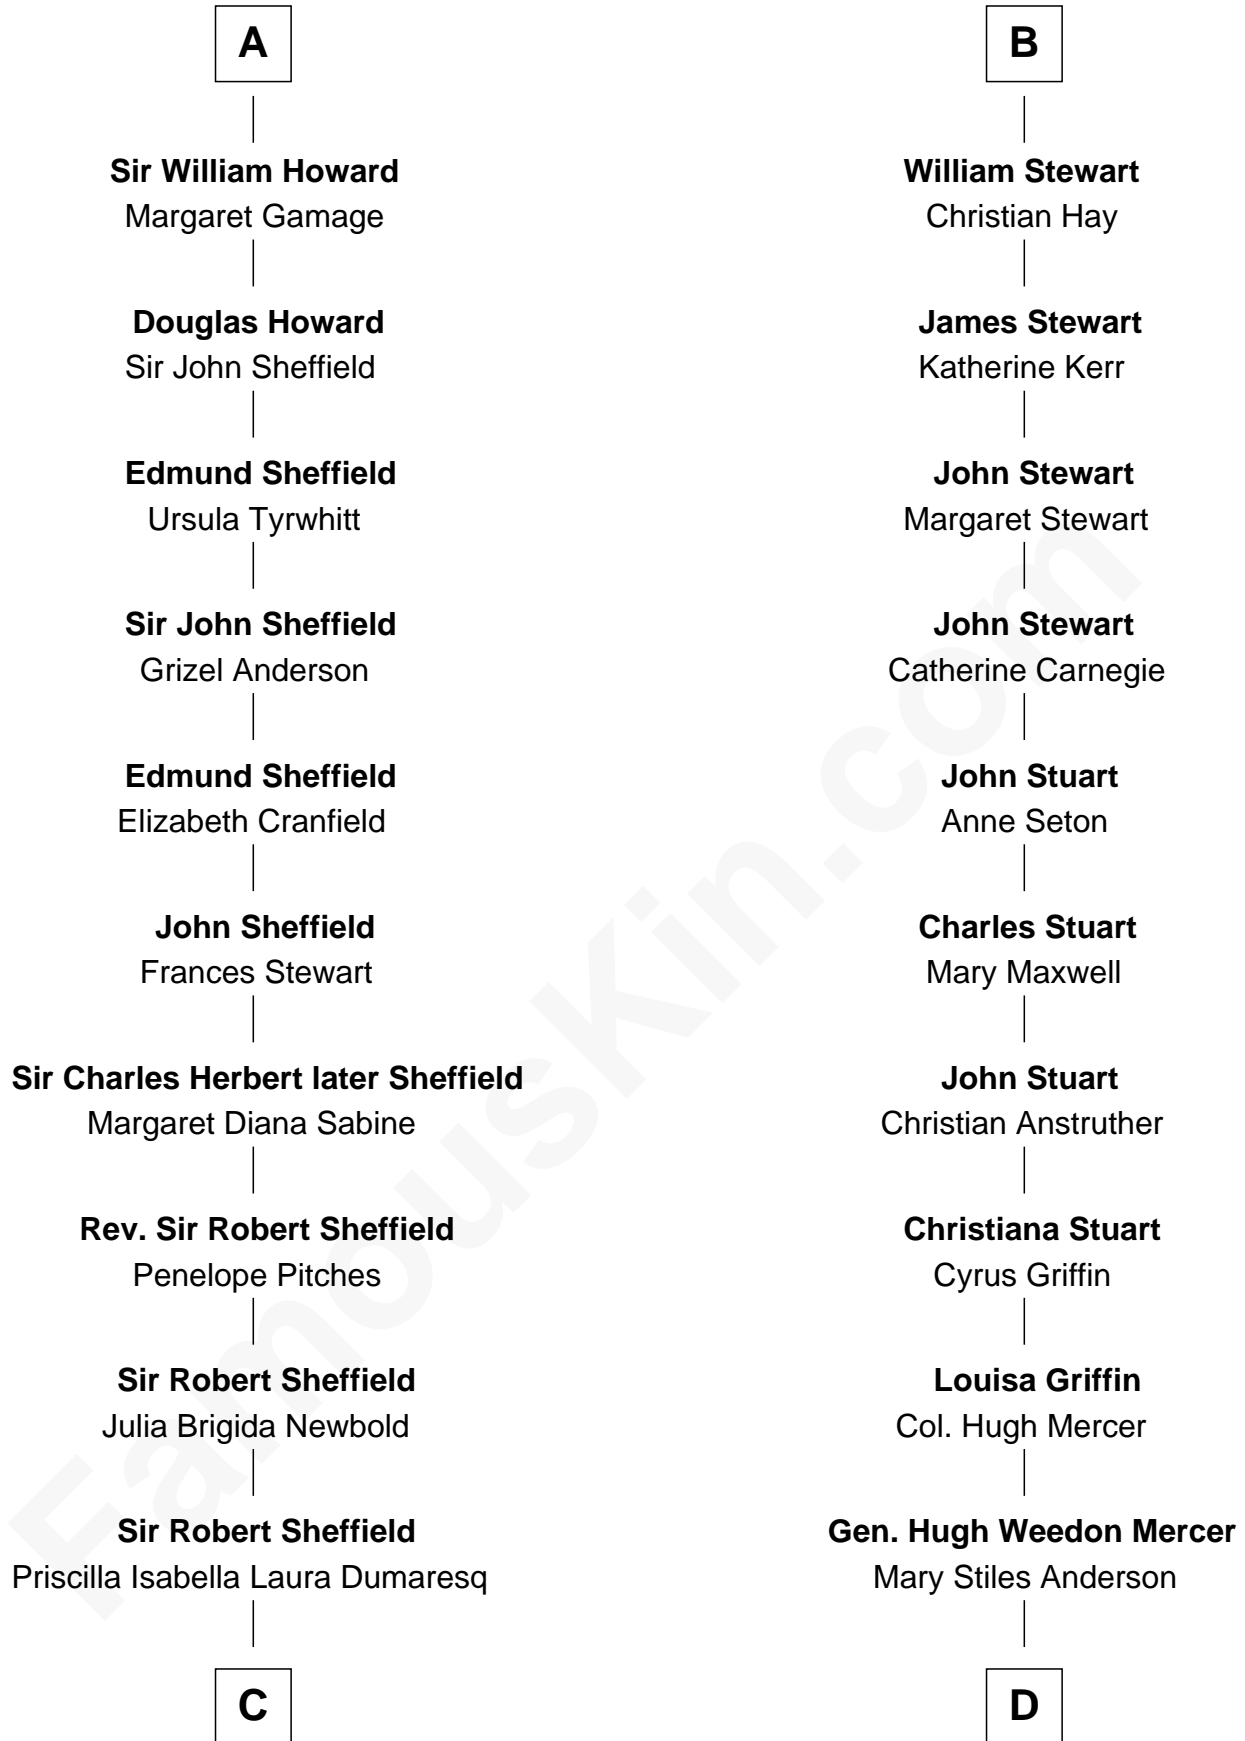 A
Sir William Howard
Margaret Gamage
Douglas Howard
Sir John Sheffield
Edmund Sheffield
Ursula Tyrwhitt
Sir John Sheffield
Grizel Anderson
Edmund Sheffield
Elizabeth Cranfield
John Sheffield
Frances Stewart
Sir Charles Herbert later Sheffield
Margaret Diana Sabine
Rev. Sir Robert Sheffield
Penelope Pitches
Sir Robert Sheffield
Julia Brigida Newbold
Sir Robert Sheffield
Priscilla Isabella Laura Dumaresq
C
B
William Stewart
Christian Hay
James Stewart
Katherine Kerr
John Stewart
Margaret Stewart
John Stewart
Catherine Carnegie
John Stuart
Anne Seton
Charles Stuart
Mary Maxwell
John Stuart
Christian Anstruther
Christiana Stuart
Cyrus Griffin
Louisa Griffin
Col. Hugh Mercer
Gen. Hugh Weedon Mercer
Mary Stiles Anderson
D
FamousKin.com